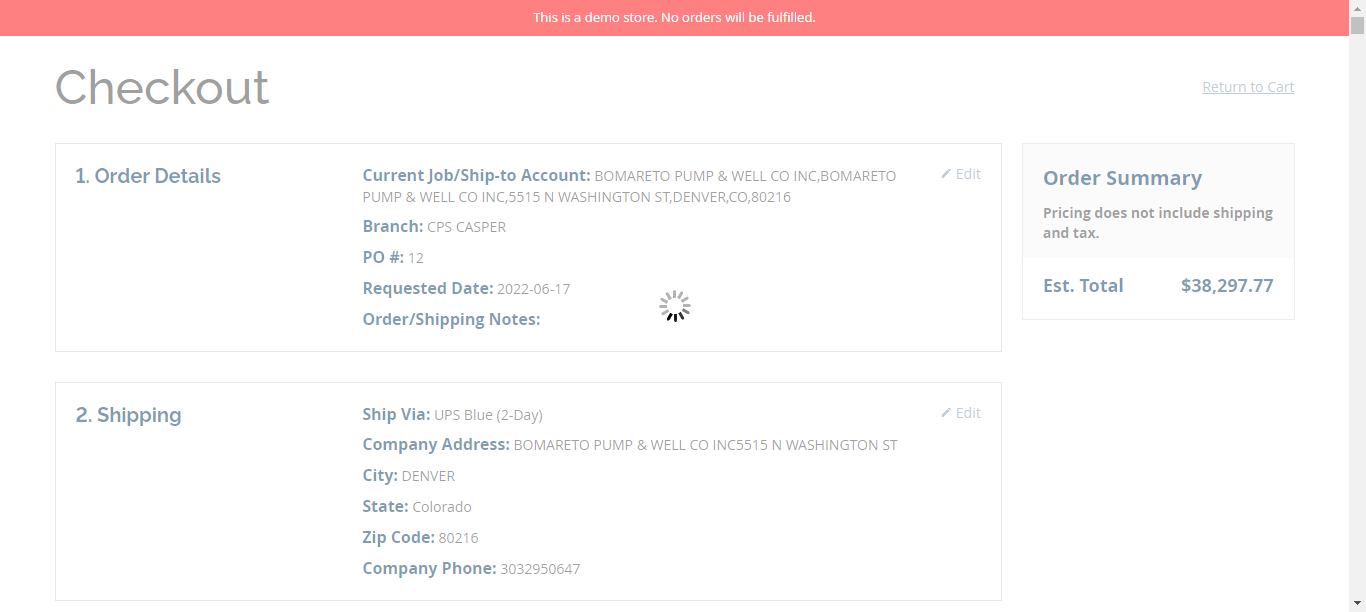 This is a demo store. No orders will be fulfilled.
Checkout
Return to Cart
1. Order Details
Current Job/Ship-to Account: BOMARETO PUMP & WELL CO INC,BOMARETO
PUMP & WELL CO INC,5515 N WASHINGTON ST,DENVER,CO,80216
Edit
Branch: CPS CASPER
PO #: 12
Requested Date: 2022-06-17
Order/Shipping Notes:
Order Summary
Pricing does not include shipping
and tax.
Est. Total $38,297.77
2. Shipping
Ship Via: UPS Blue (2-Day)
Edit
Company Address: BOMARETO PUMP & WELL CO INC5515 N WASHINGTON ST
City: DENVER
State: Colorado
Zip Code: 80216
Company Phone: 3032950647